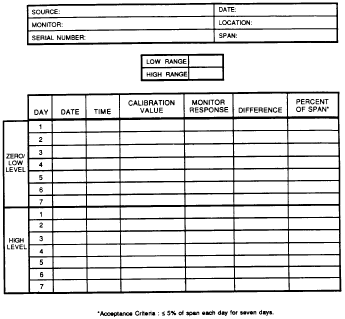 SOURCE: DATE:
MONITOR: LOCATION:
SERIAL NUMBER: SPAN:
LOW RANGE
HIGH RANGE
DAY DATE TIME CALIBRATION VALUE MONITOR RESPONSE DIFFERENCE PERCENT OF SPAN*
ZERO/ LOW LEVEL
1
2
3
4
5
6
7
HIGH LEVEL
1
2
3
4
5
6
7
*Acceptance Criteria : ≤ 5% of span each day for seven days.